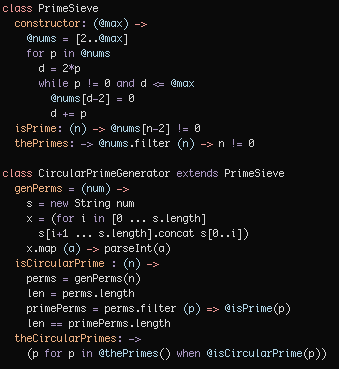 class PrimeSieve
  constructor: (@max) ->
    @nums = [2..@max]
    for p in @nums
      d = 2*p
      while p != 0 and d <= @max
        @nums[d-2] = 0
        d += p
  isPrime: (n) -> @nums[n-2] != 0
  thePrimes: -> @nums.filter (n) -> n != 0

class CircularPrimeGenerator extends PrimeSieve
  genPerms = (num) ->
    s = new String num
    x = (for i in [0 ... s.length]
      s[i+1 ... s.length].concat s[0..i])
    x.map (a) -> parseInt(a)
  isCircularPrime : (n) ->
    perms = genPerms(n)
    len = perms.length
    primePerms = perms.filter (p) => @isPrime(p)
    len == primePerms.length
  theCircularPrimes: ->
    (p for p in @thePrimes() when @isCircularPrime(p))